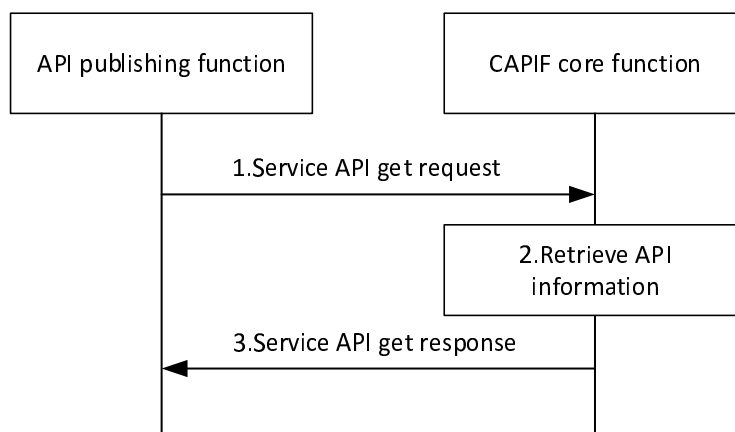 API publishing function
CAPIF core function
1.Service API get request
2.Retrieve API
information
3.Service API get response